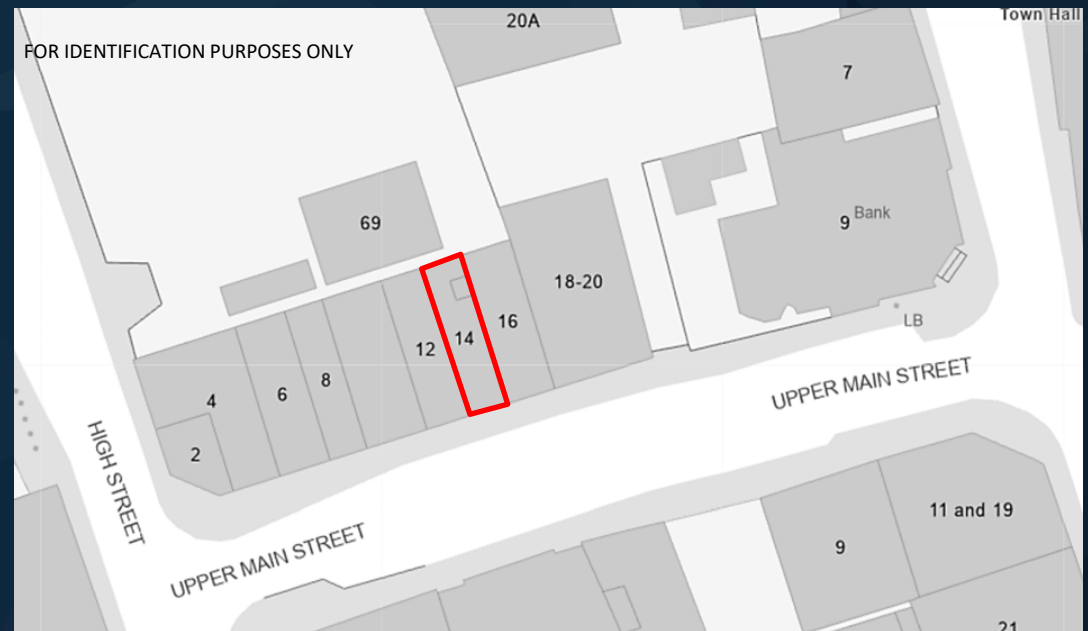 Town Hall
20A
FOR IDENTIFICATION PURPOSES ONLY
7
69
9 Bank
18-20
16
14
12
LB
8
6
4
2
UPPER MAIN STREET
HIGH STREET
UPPER MAIN STREET
11 and 19
9
21